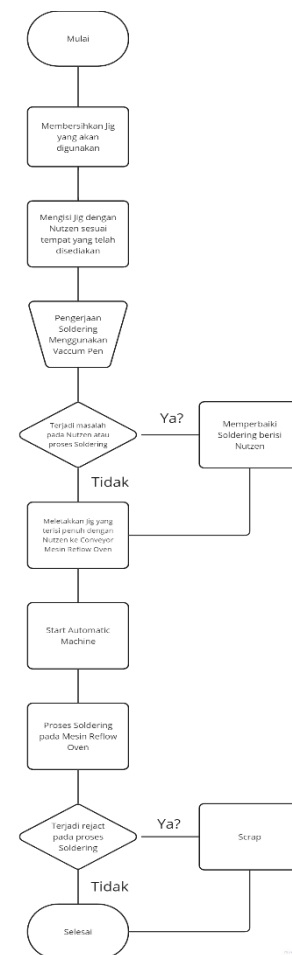 Mulai
Membersihkan Jig
yang akan
digunakan
Mengisi Jig dengan
Nutzen sesuai
tempat yang telah
disediakan
Pengerjaan
Soldering
Menggunakan
Vaccum Pen
Terjadi masalah
pada Nutzen atau
proses Soldering
Ya?
Memperbaiki
Soldering berisi
Nutzen
Tidak
Meletakkan Jig yang
terisi penuh dengan
Nutzen ke Conveyor
Mesin Reflow Oven
Start Automatic
Machine
Proses Soldering
pada Mesin Reflow
Oven
Terjadi reject
pada proses
Soldering
Ya?
Scrap
Tidak
Selesai